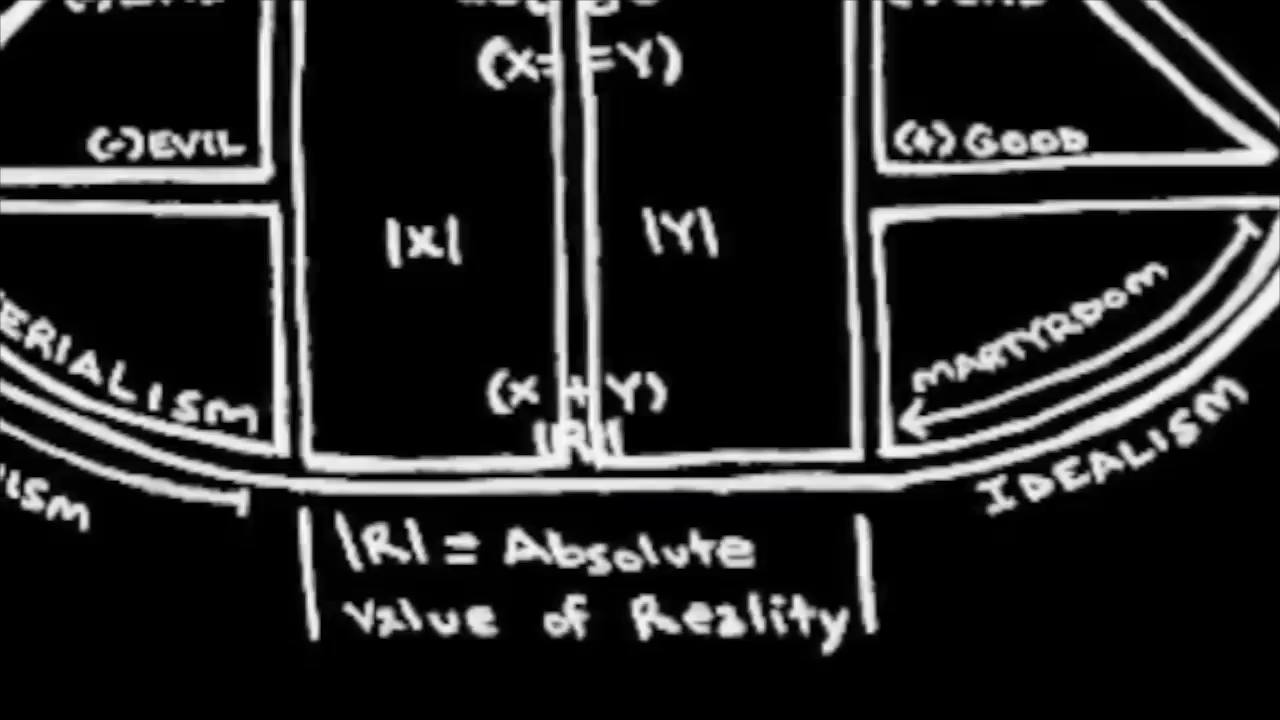 (X= =Y)
(-) EVIL
(+) GOOD
|X|
|Y|
ERIALISM
MARTYRDOM
(X + Y)
|R|
IDEALISM
ISM
|R| = Absolute
Value of Reality